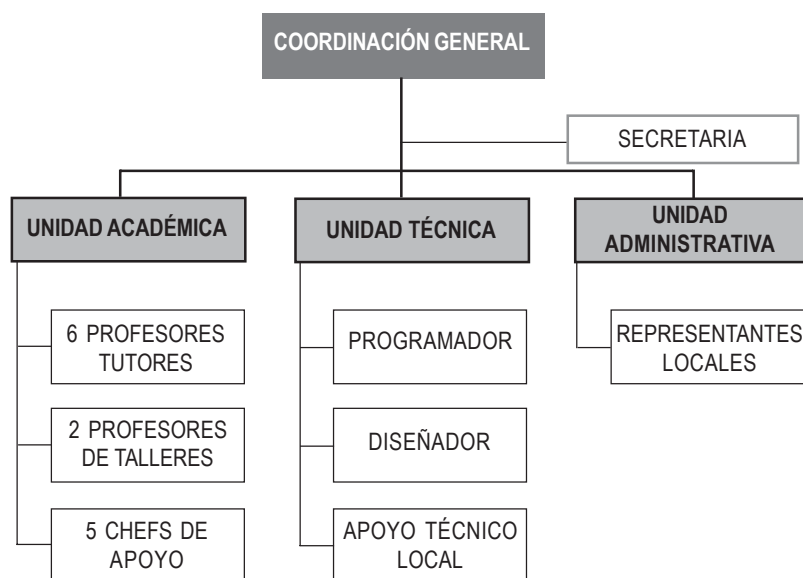 COORDINACIÓN GENERAL
SECRETARIA
UNIDAD ACADÉMICA
UNIDAD TÉCNICA
UNIDAD
ADMINISTRATIVA
6 PROFESORES
TUTORES
PROGRAMADOR
REPRESENTANTES
LOCALES
2 PROFESORES
DE TALLERES
DISEÑADOR
5 CHEFS DE
APOYO
APOYO TÉCNICO
LOCAL